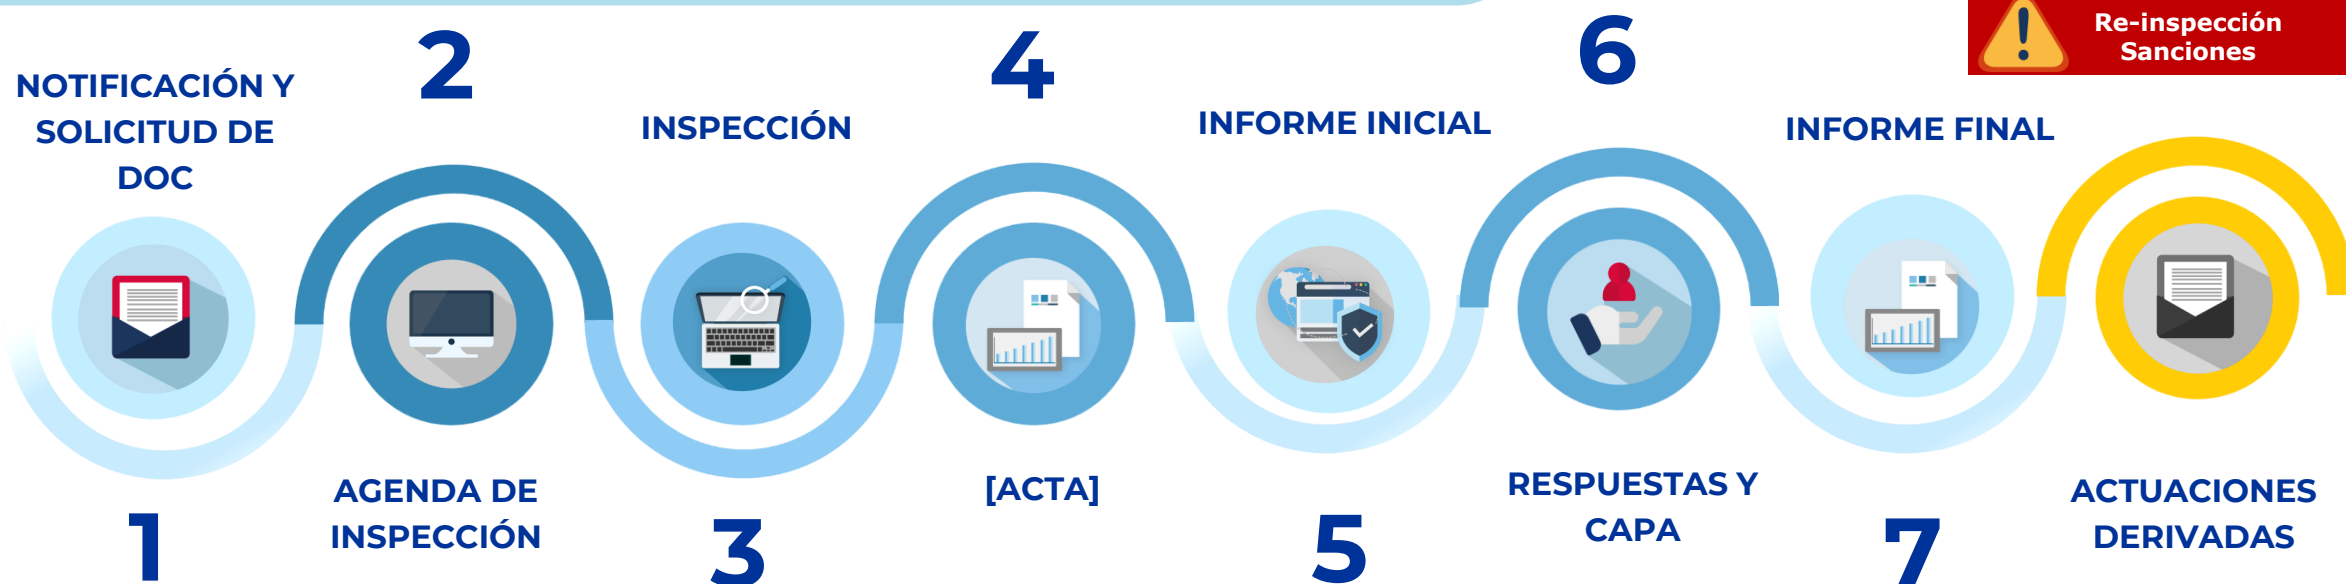 1
NOTIFICACIÓN Y
SOLICITUD DE
DOC
2
AGENDA DE
INSPECCIÓN
3
INSPECCIÓN
4
[ACTA]
5
INFORME INICIAL
6
RESPUESTAS Y
CAPA
7
INFORME FINAL
Re-inspección
Sanciones
ACTUACIONES
DERIVADAS